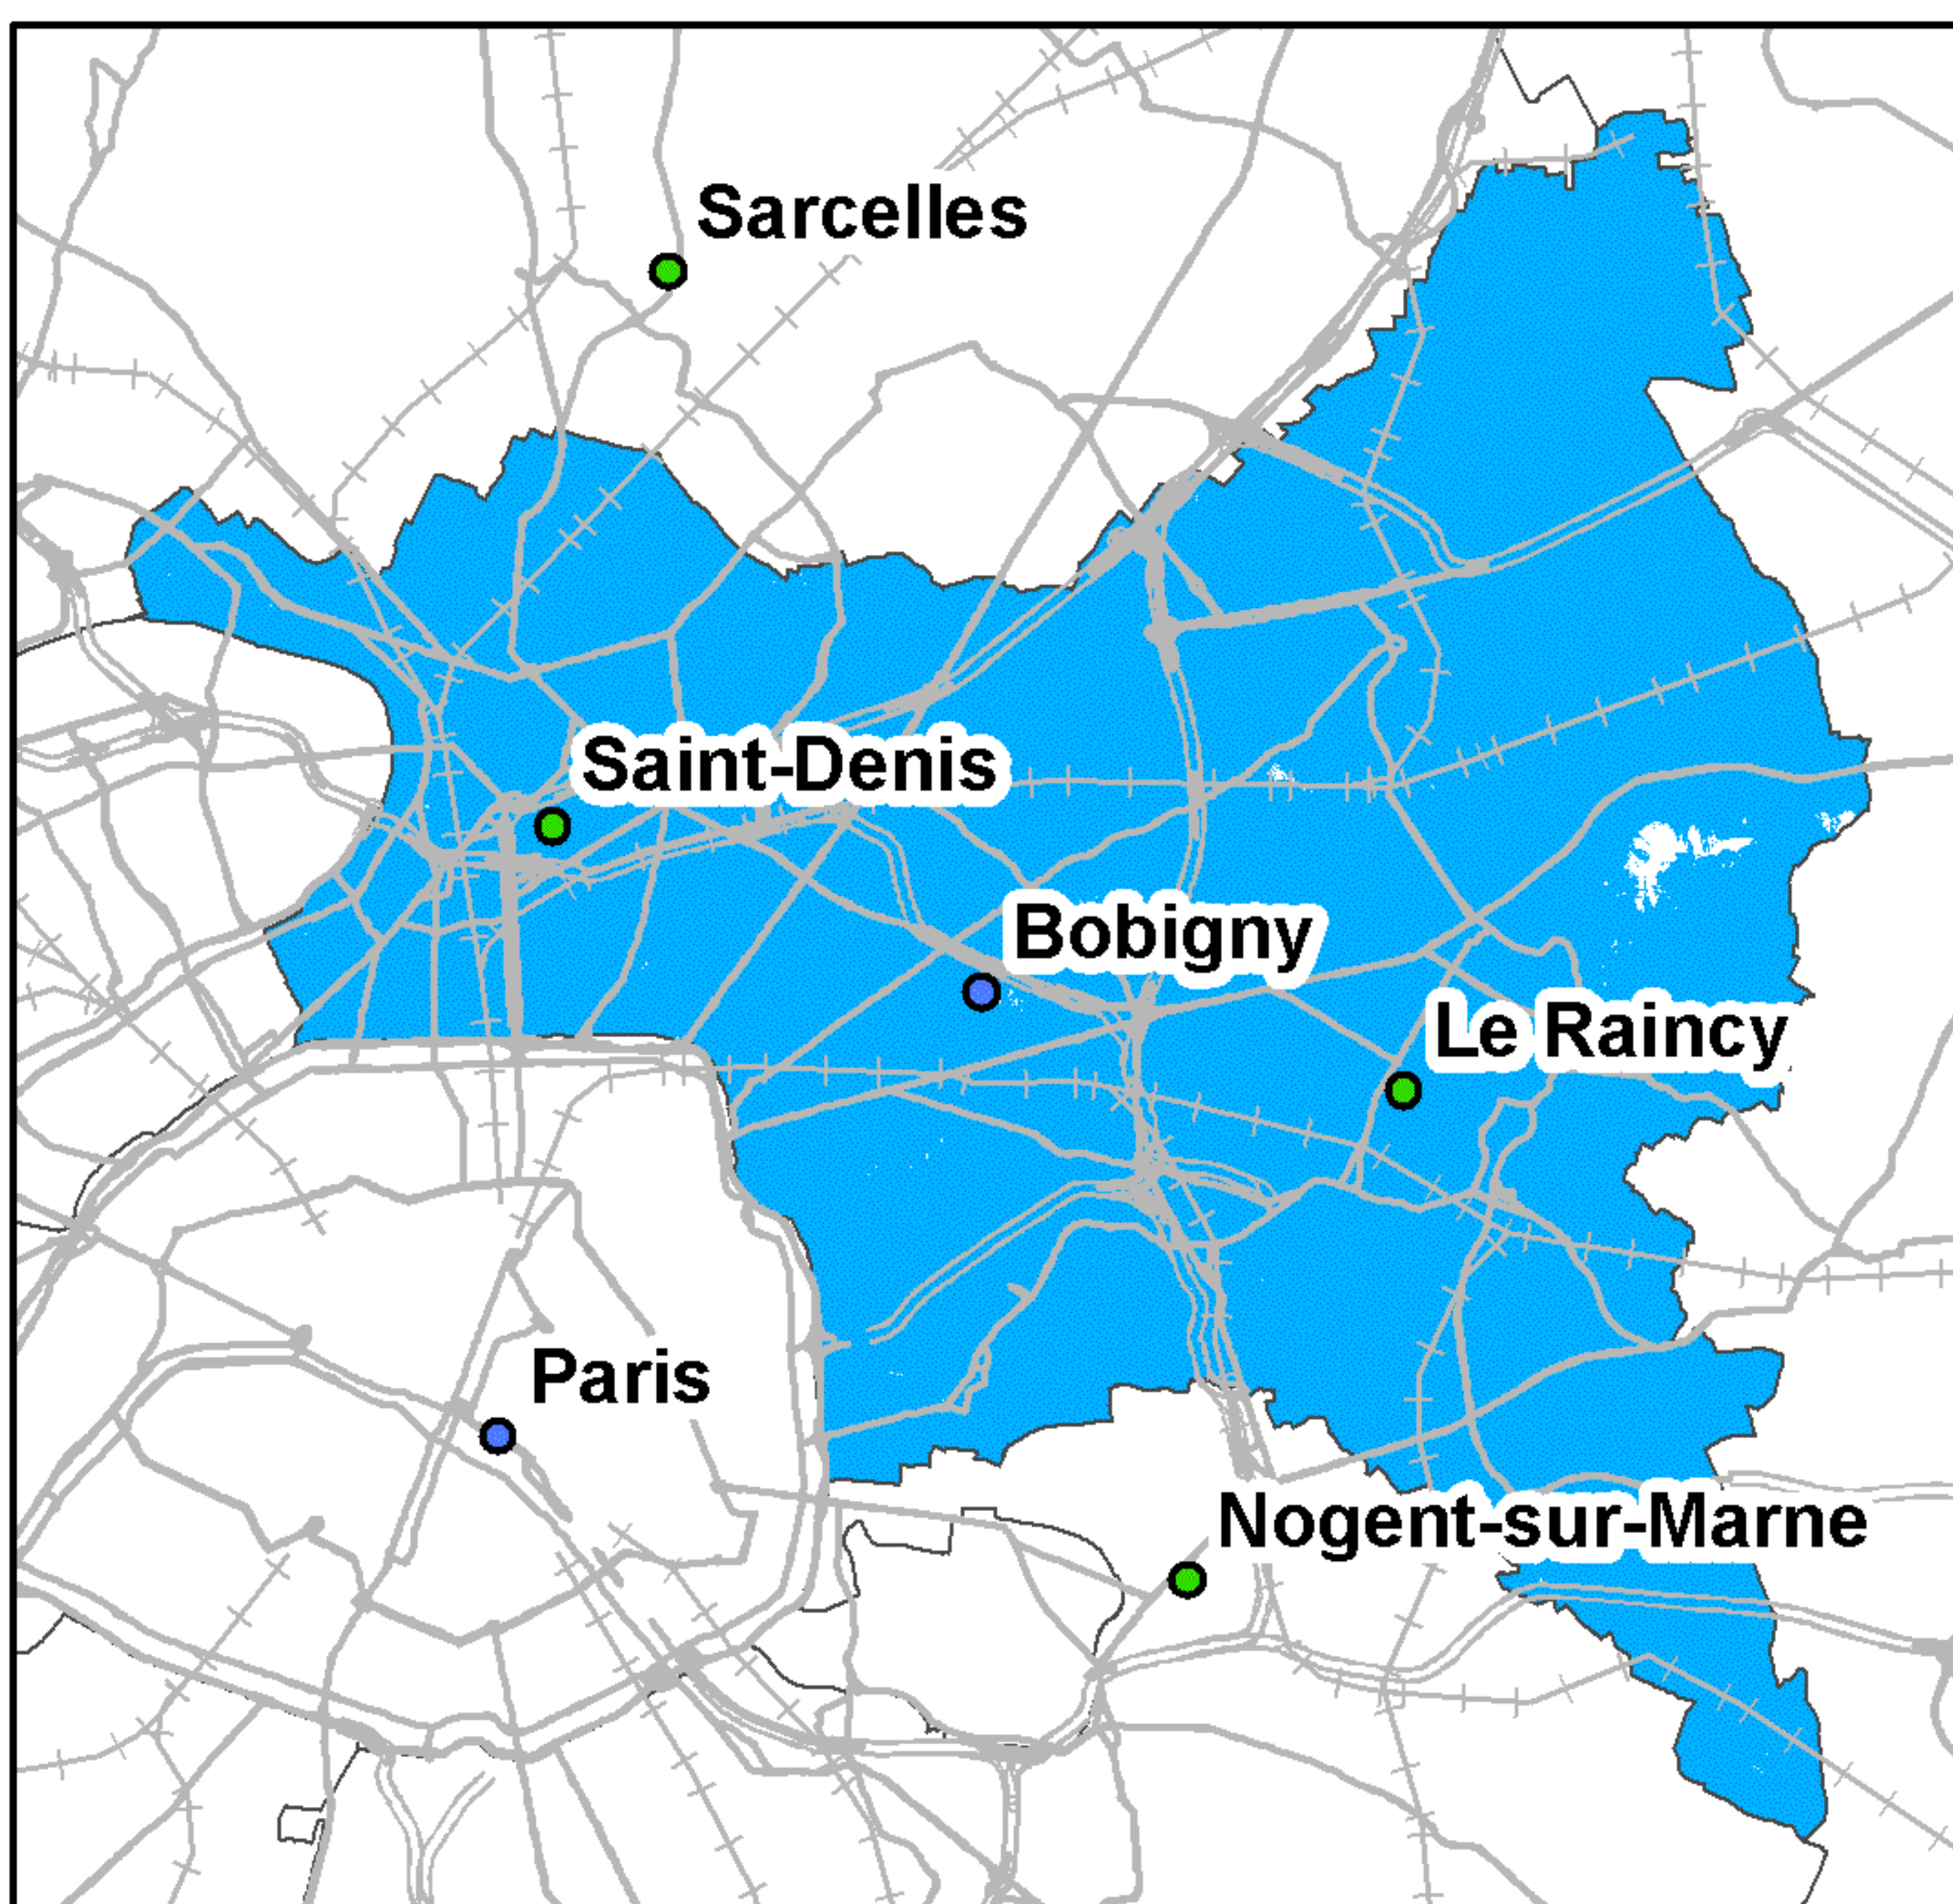 Sarcelles
Saint-Denis
Bobigny
Le Raincy
Paris
Nogent-sur-Marne